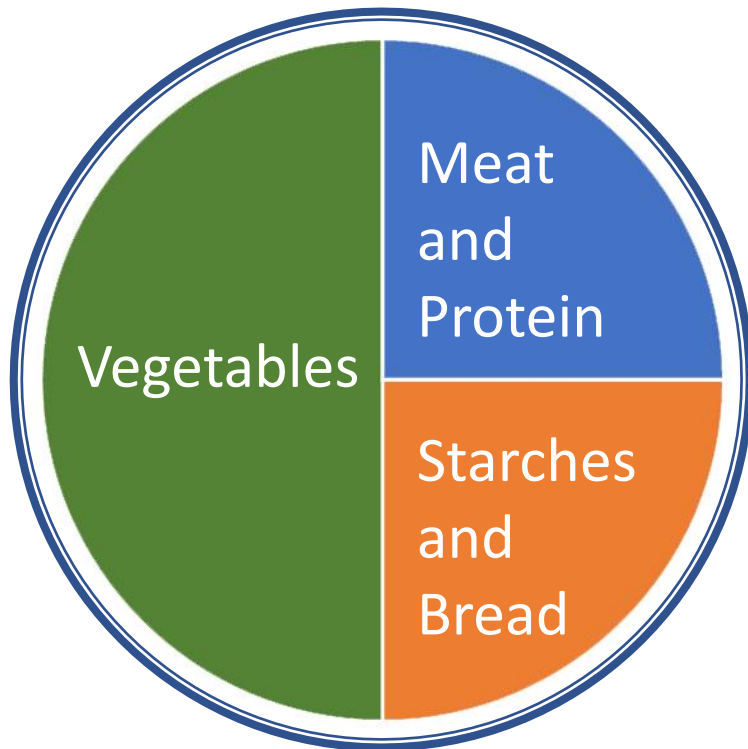 Vegetables
Meat
and
Protein
Starches
and
Bread